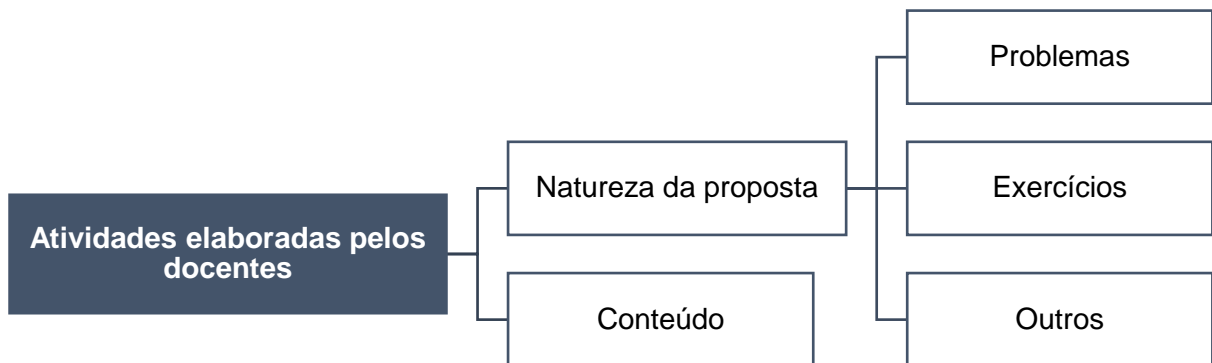 Atividades elaboradas pelos
docentes
Natureza da proposta
Conteúdo
Problemas
Exercícios
Outros